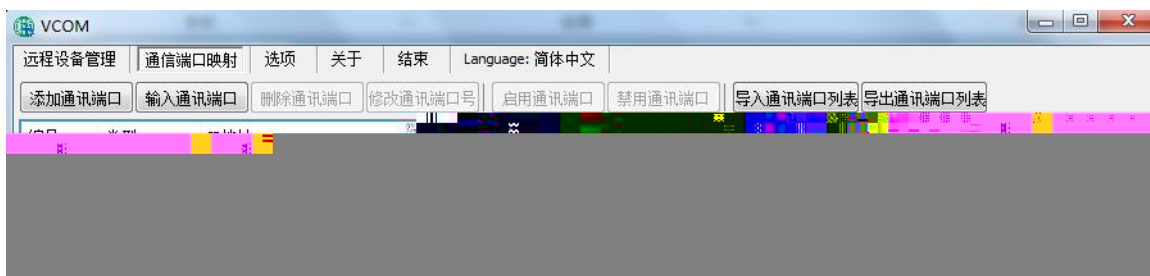 VCOM
远程设备管理 通信端口映射 选项 关于 结束 Language: 简体中文
添加通讯端口 输入通讯端口 删除通讯端口 修改通讯端口号 启用通讯端口 禁用通讯端口 导入通讯端口列表 导出通讯端口列表